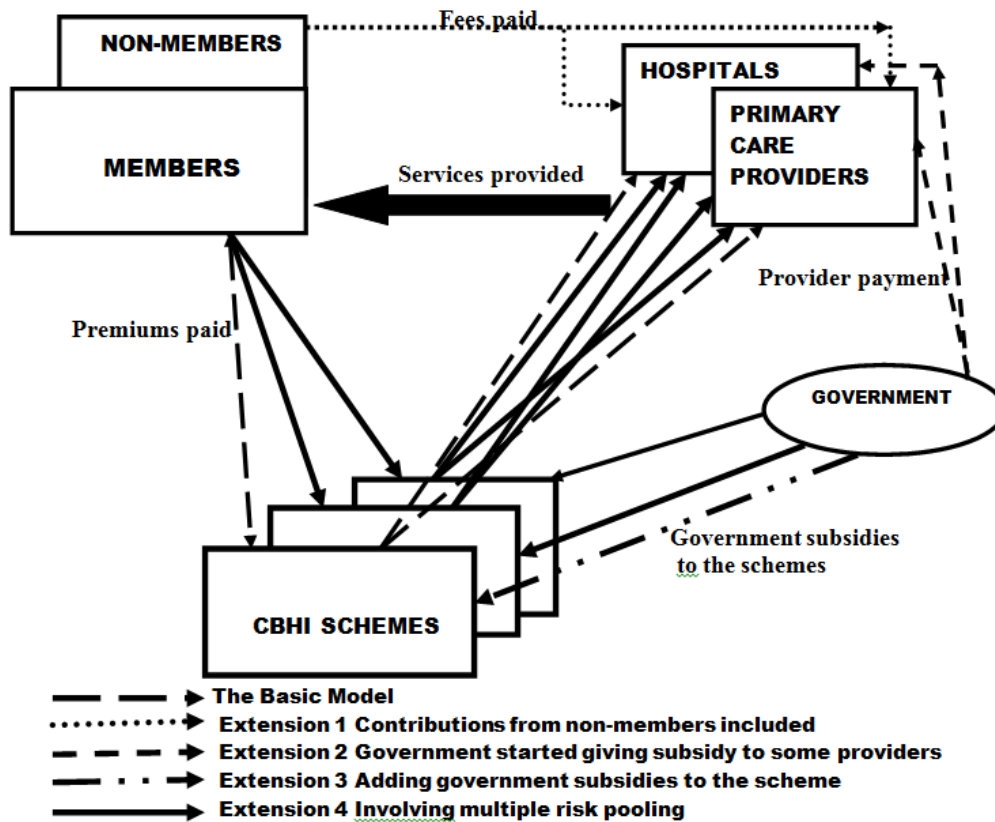 Fees paid
NON-MEMBERS
HOSPITALS
MEMBERS
PRIMARY
CARE
PROVIDERS
Services provided
Provider payment
Premiums paid
GOVERNMENT
Government subsidies
to the schemes
CBHI SCHEMES
The Basic Model
Extension 1 Contributions from non-members included
Extension 2 Government started giving subsidy to some providers
Extension 3 Adding government subsidies to the scheme
Extension 4 Involving multiple risk pooling